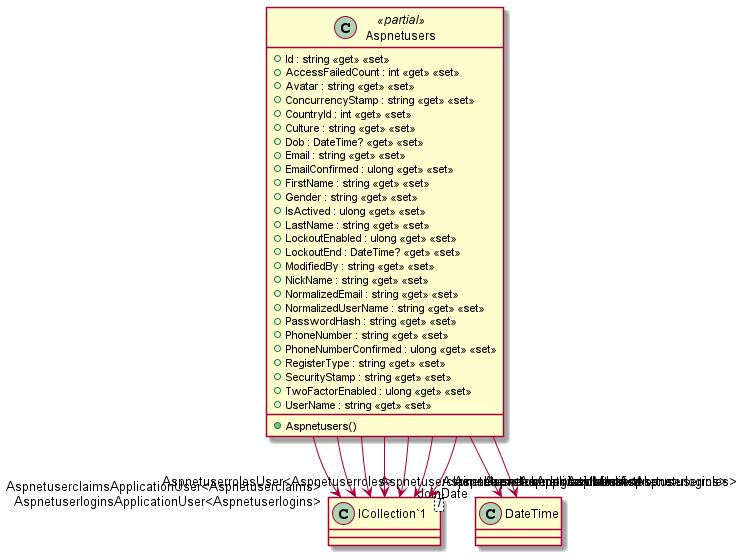 «partial»
C
Aspnetusers
Id : string «get» «set»
AccessFailedCount : int «get» «set»
Avatar : string «get» «set»
ConcurrencyStamp : string «get» «set»
CountryId : int «get» «set»
Culture : string «get» «set»
Dob : DateTime? «get» «set»
Email : string «get» «set»
EmailConfirmed : ulong «get» «set»
FirstName : string «get» «set»
Gender : string «get» «set»
IsActived : ulong «get» «set»
LastName : string «get» «set»
LockoutEnabled : ulong «get» «set»
LockoutEnd : DateTime? «get» «set»
ModifiedBy : string «get» «set»
NickName : string «get» «set»
NormalizedEmail : string «get» «set»
NormalizedUserName : string «get» «set»
PasswordHash : string «get» «set»
PhoneNumber : string «get» «set»
PhoneNumberConfirmed : ulong «get» «set»
RegisterType : string «get» «set»
SecurityStamp : string «get» «set»
TwoFactorEnabled : ulong «get» «set»
UserName : string «get» «set»
Aspnetusers()
AspnetuserrolesUser<Aspnetuserroles>
AspnetuserclaimsApplicationUser<Aspnetuserclaims>
JoinDate
AspnetuserloginsApplicationUser<Aspnetuserlogins>
T
C
ICollection`1
C
DateTime